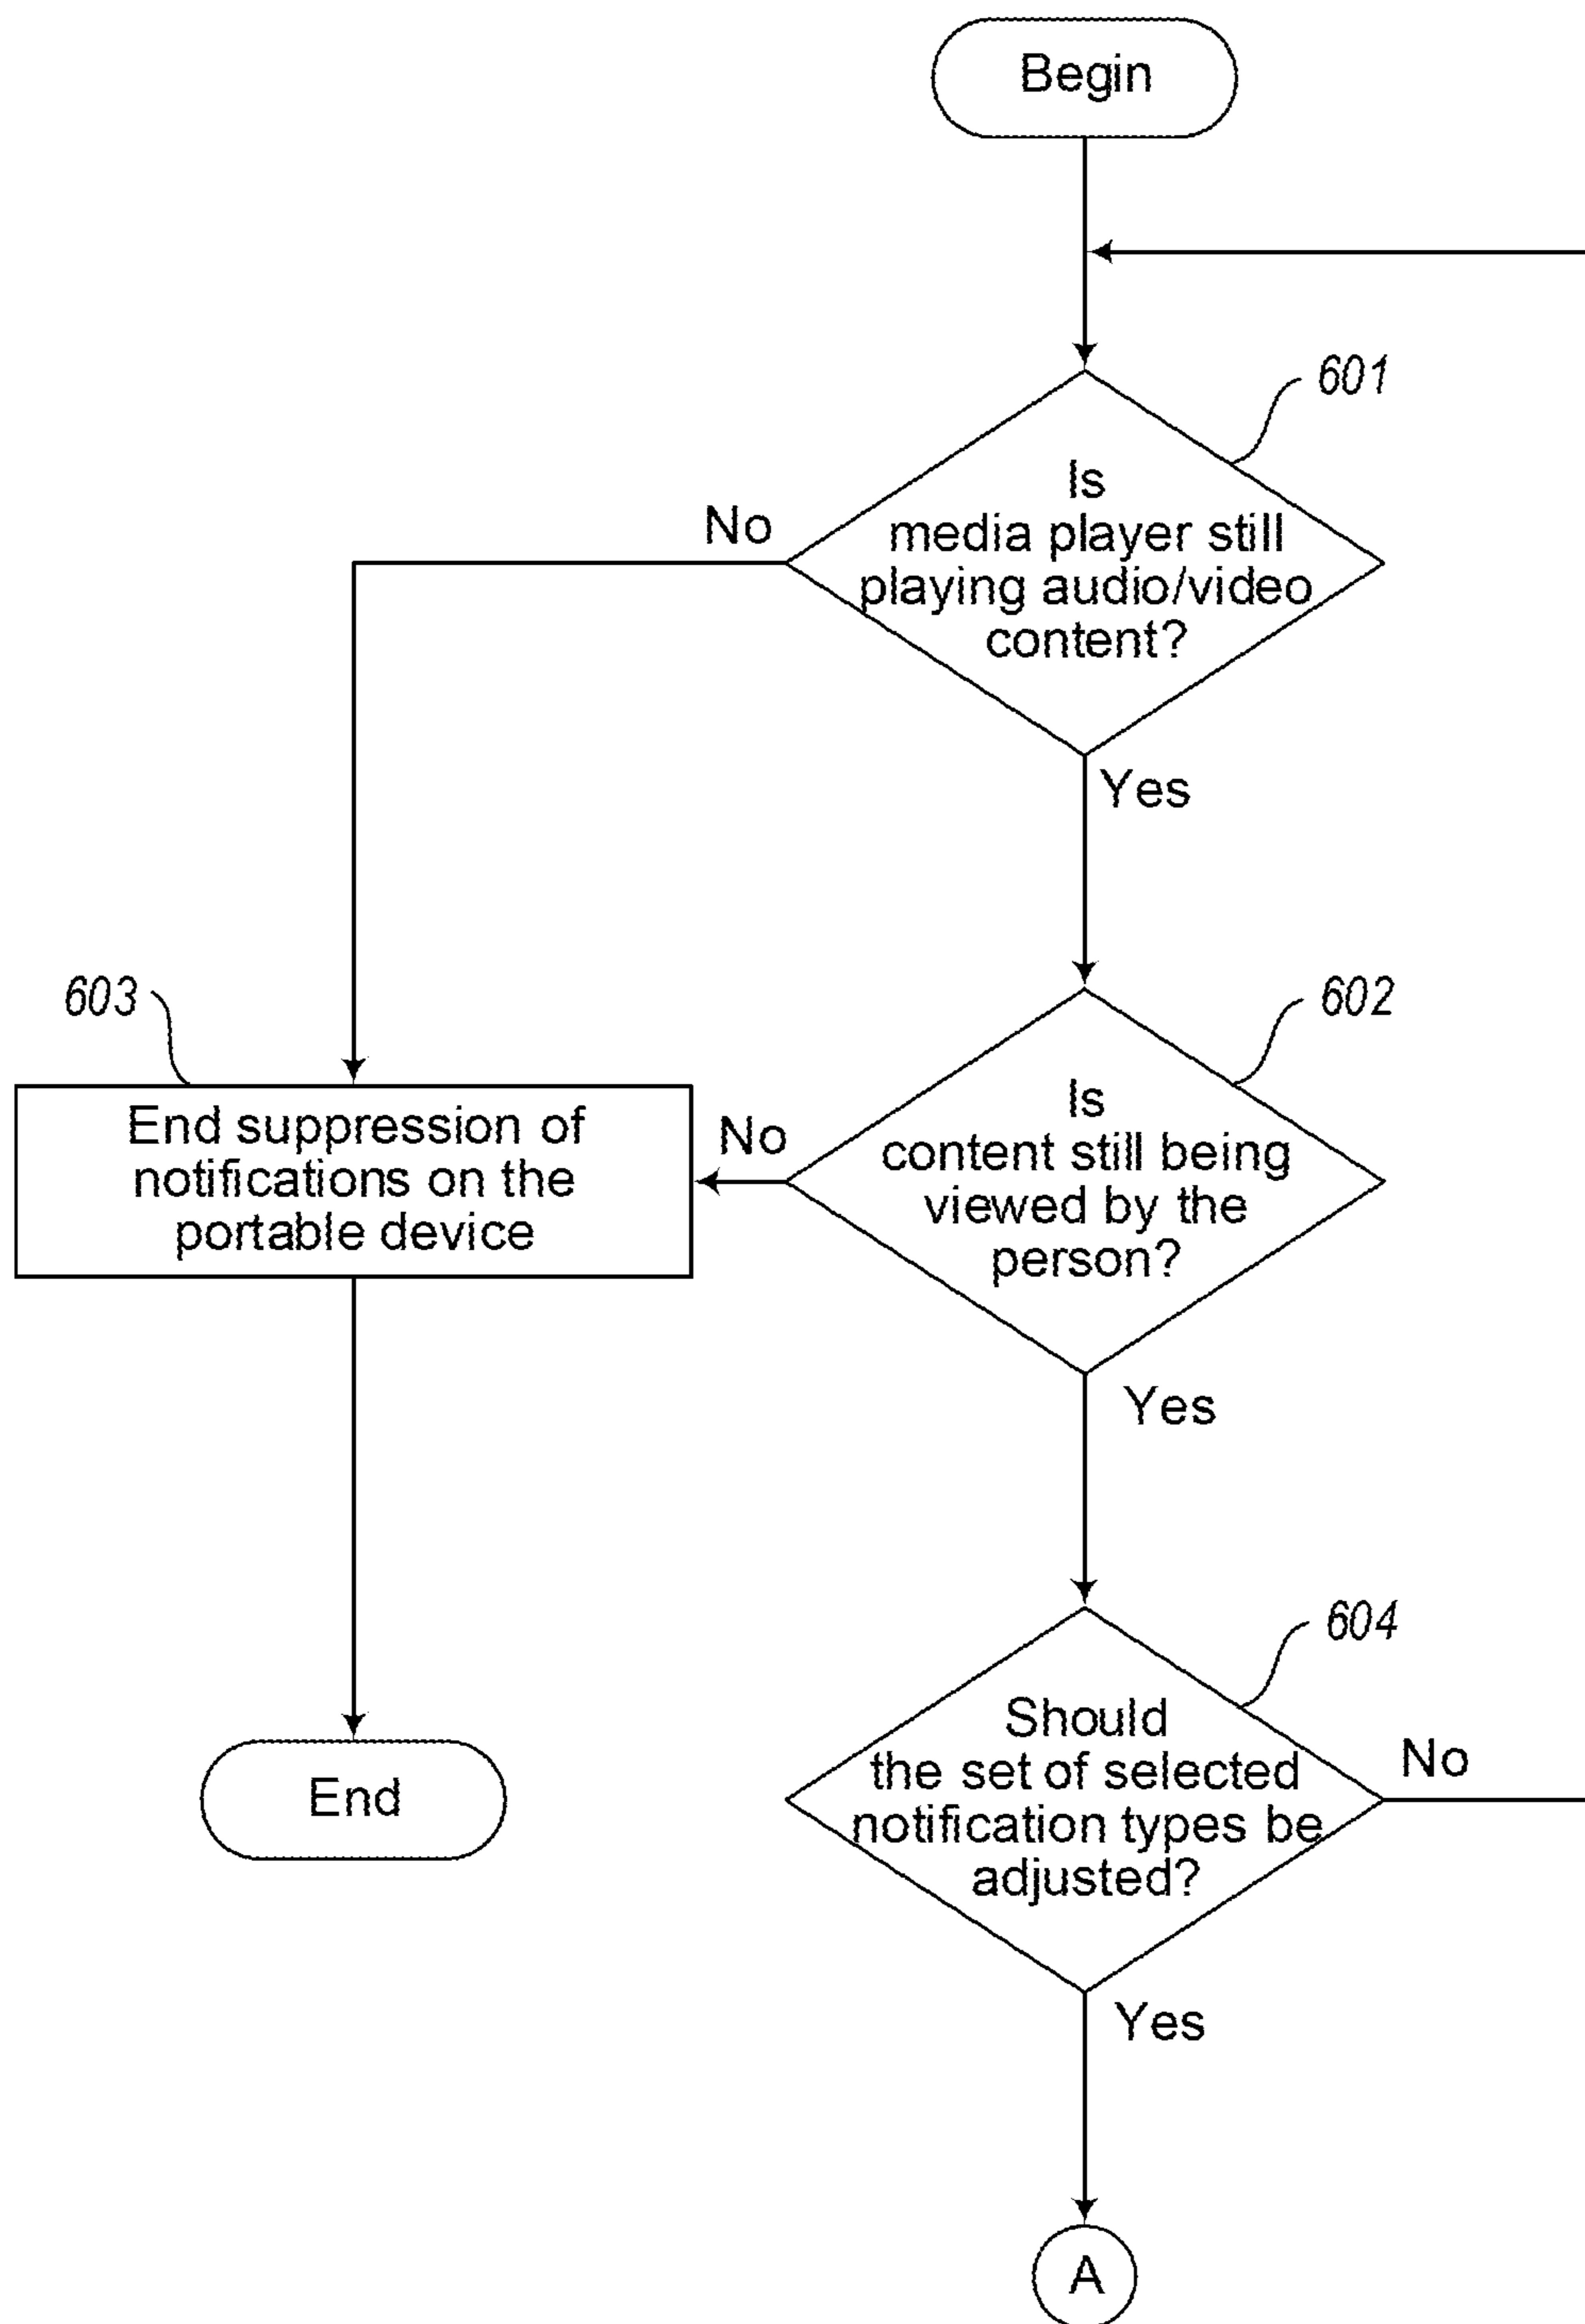 Begin
601
Is
media player still
playing audio/video
content?
No
Yes
603
602
End suppression of
notifications on the
portable device
No
Is
content still being
viewed by the
person?
Yes
604
Should
the set of selected
notification types be
adjusted?
No
End
Yes
A